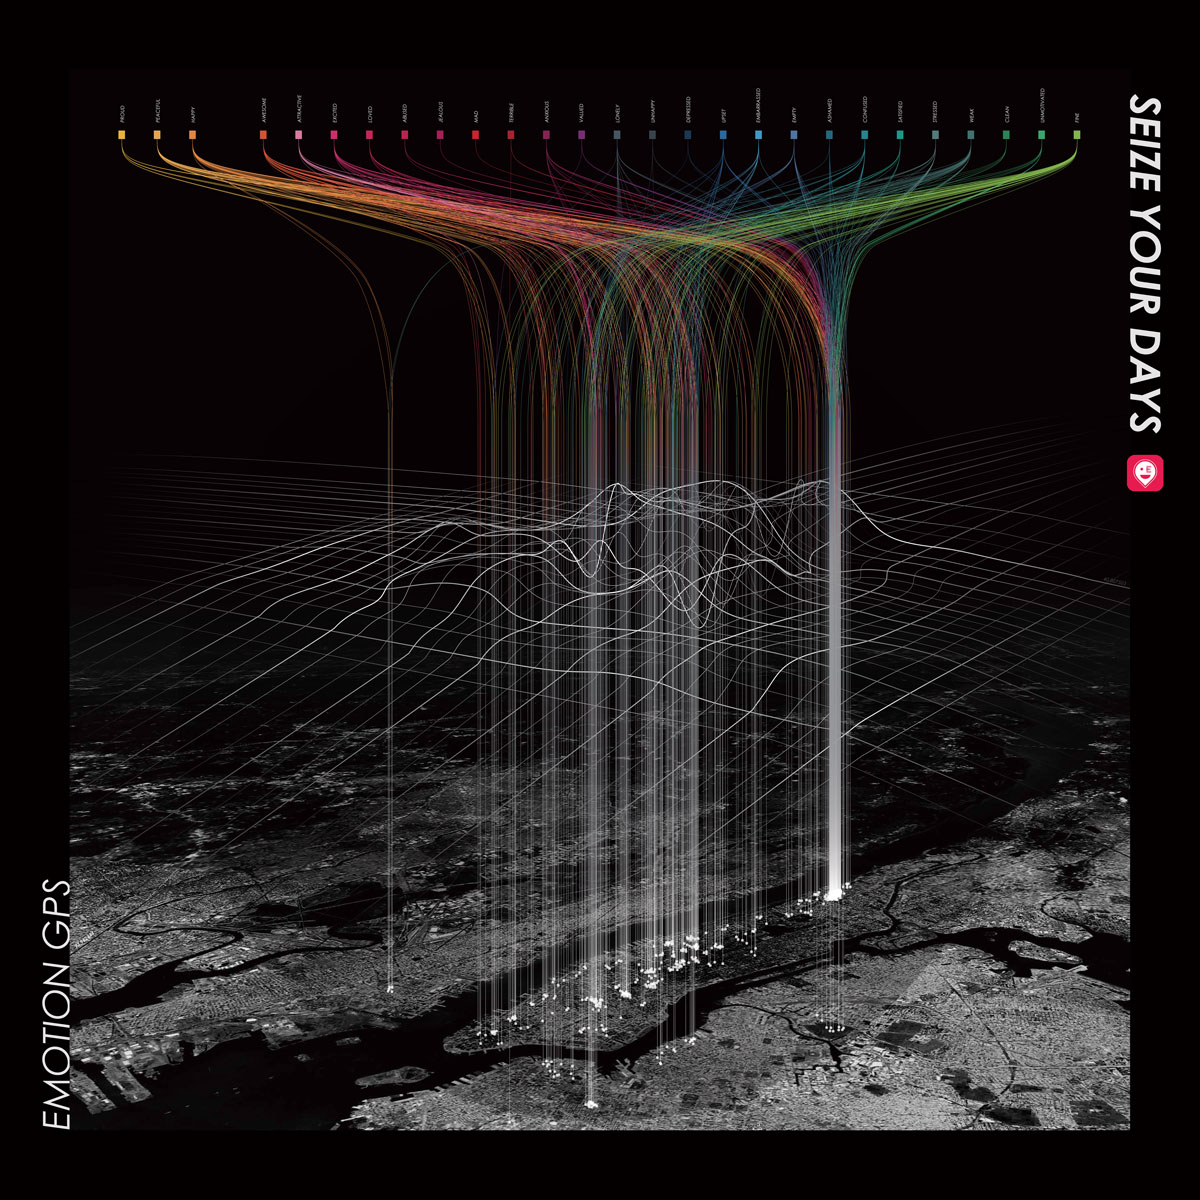 PROUD
PEACEFUL
HAPPY
AWESOME
ATTRACTIVE
EXCITED
LOVED
ABUSED
JEALOUS
MAD
TERRIBLE
ANXIOUS
VALUED
LONELY
UNHAPPY
DEPRESSED
UPSET
EMBARRASSED
EMPTY
ASHAMED
CONFUSED
SATISFIED
STRESSED
WEAK
CLEAN
UNMOTIVATED
FINE
SEIZE YOUR DAYS
EMOTION GPS